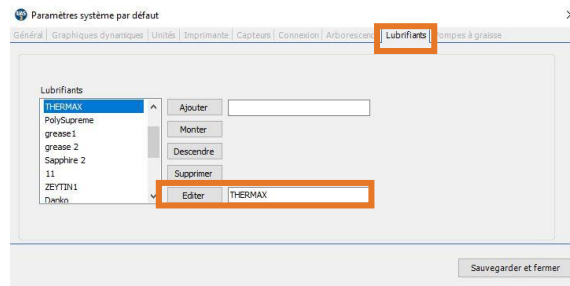 Paramètres système par défaut
Général Graphiques dynamiques Unités Imprimante Capteurs Connexion Arborescence Lubrifiants Pompes à graisse
Lubrifiants
THERMAX
PolySupreme
grease1
grease 2
Sapphire 2
11
ZEYTIN1
Danko
Ajouter
Monter
Descendre
Supprimer
Editer THERMAX
Sauvegarder et fermer